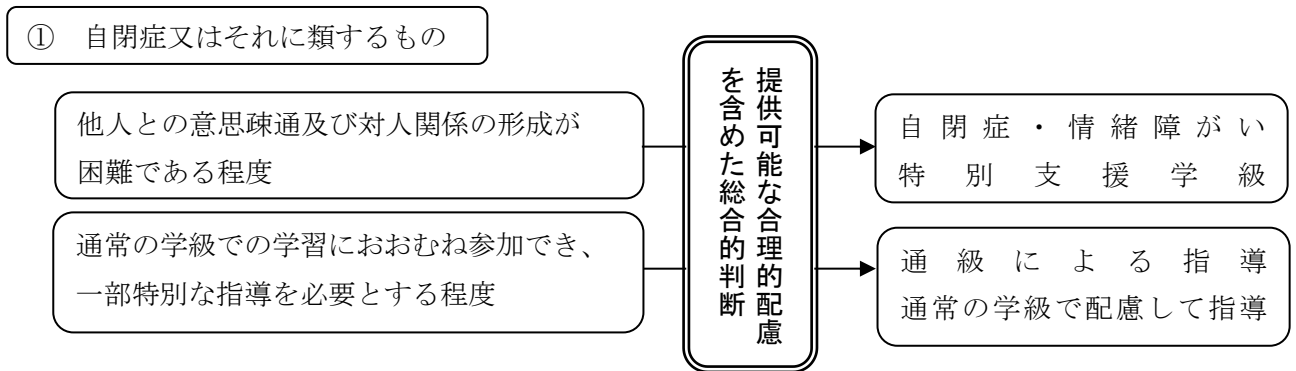 ① 自閉症又はそれに類するもの
他人との意思疎通及び対人関係の形成が
困難である程度
通常の学級での学習におおむね参加でき、
一部特別な指導を必要とする程度
提供可能な合理的配慮
を含めた総合的判断
自閉症・情緒障がい
特別支援学級
通級による指導
通常の学級で配慮して指導